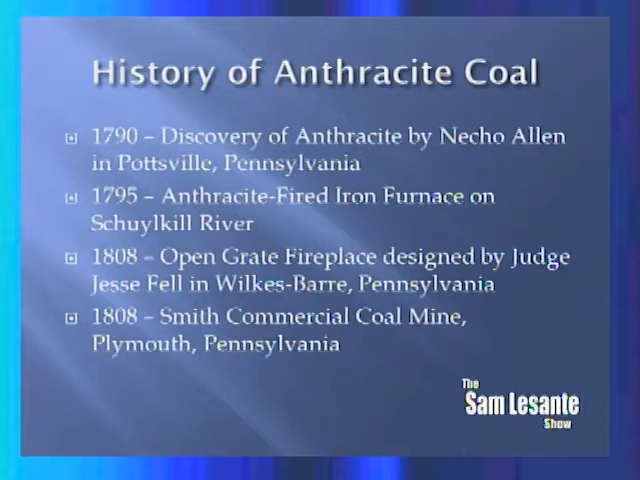 History of Anthracite Coal
1790 – Discovery of Anthracite by Necho Allen
in Pottsville, Pennsylvania
1795 – Anthracite-Fired Iron Furnace on
Schuylkill River
1808 – Open Grate Fireplace designed by Judge
Jesse Fell in Wilkes-Barre, Pennsylvania
1808 – Smith Commercial Coal Mine,
Plymouth, Pennsylvania
The
Sam Lesante
Show